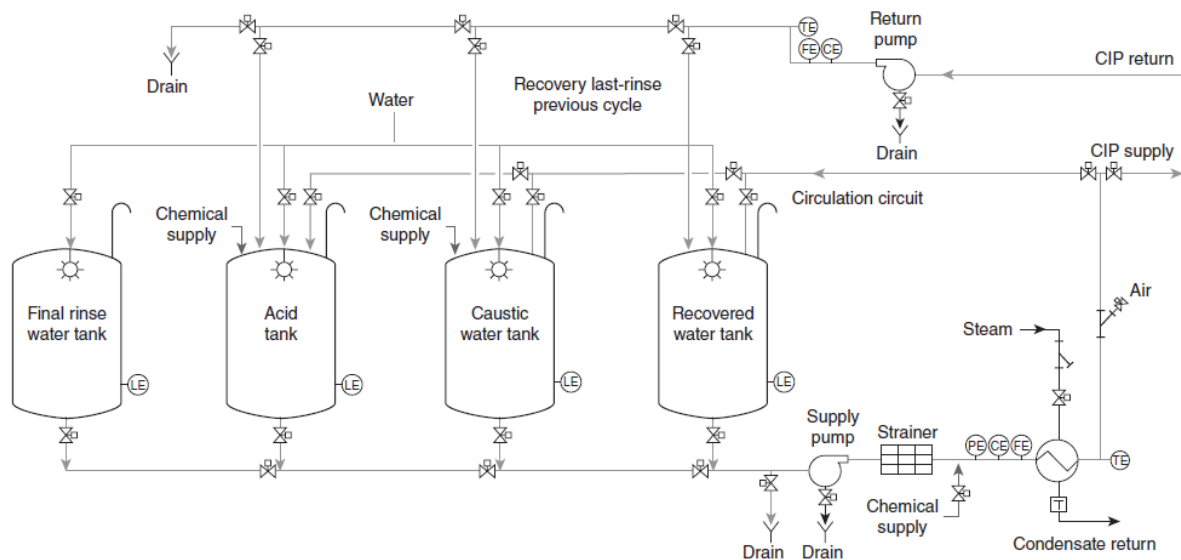 TE
FE
CE
Return
pump
CIP return
Drain
Water
Recovery last-rinse
previous cycle
Drain
CIP supply
Circulation circuit
Chemical
supply
Chemical
supply
Final rinse
water tank
Acid
tank
Caustic
water tank
Recovered
water tank
Air
Steam
LE
LE
LE
LE
Supply
pump
Strainer
PE
CE
FE
TE
Chemical
supply
T
Drain
Drain
Condensate return